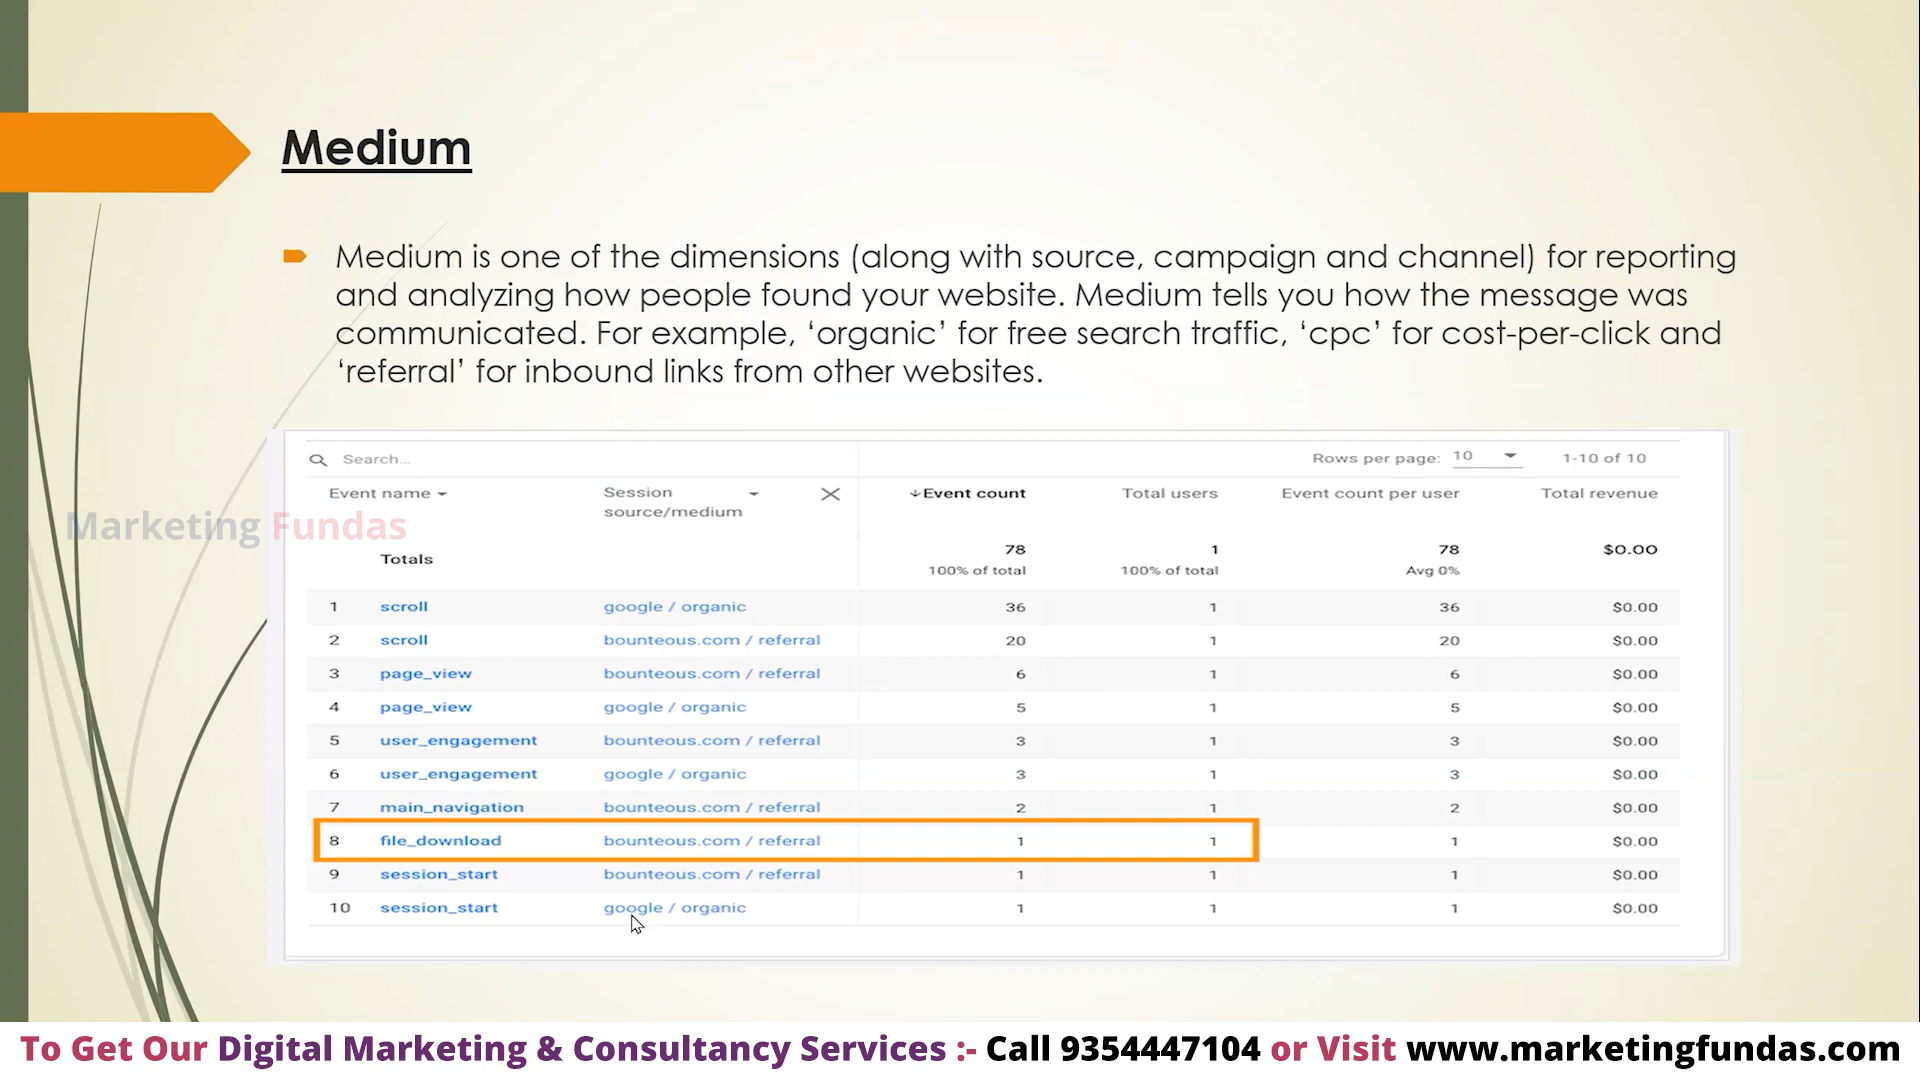 Medium
Medium is one of the dimensions (along with source, campaign and channel) for reporting
and analyzing how people found your website. Medium tells you how the message was
communicated. For example, ‘organic’ for free search traffic, ‘cpc’ for cost-per-click and
‘referral’ for inbound links from other websites.
Search... Rows per page: 10 1-10 of 10
Event name Session source/medium Event count Total users Event count per user Total revenue
Marketing Fundas
Totals 78 1 78 $0.00
100% of total 100% of total Avg 0%
1 scroll google / organic 36 1 36 $0.00
2 scroll bounteous.com / referral 20 1 20 $0.00
3 page_view bounteous.com / referral 6 1 6 $0.00
4 page_view google / organic 5 1 5 $0.00
5 user_engagement bounteous.com / referral 3 1 3 $0.00
6 user_engagement google / organic 3 1 3 $0.00
7 main_navigation bounteous.com / referral 2 1 2 $0.00
8 file_download bounteous.com / referral 1 1 1 $0.00
9 session_start bounteous.com / referral 1 1 1 $0.00
10 session_start google / organic 1 1 1 $0.00
To Get Our Digital Marketing & Consultancy Services :- Call 9354447104 or Visit www.marketingfundas.com